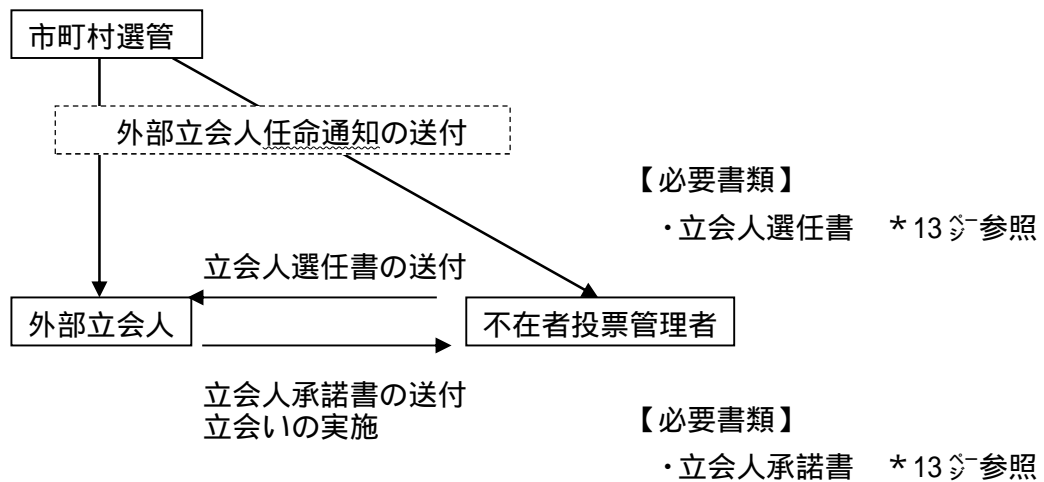 市町村選管
外部立会人任命通知の送付
【必要書類】
・立会人選任書 *13㌻参照
立会人選任書の送付
外部立会人
不在者投票管理者
立会人承諾書の送付
立会いの実施
【必要書類】
・立会人承諾書 *13㌻参照